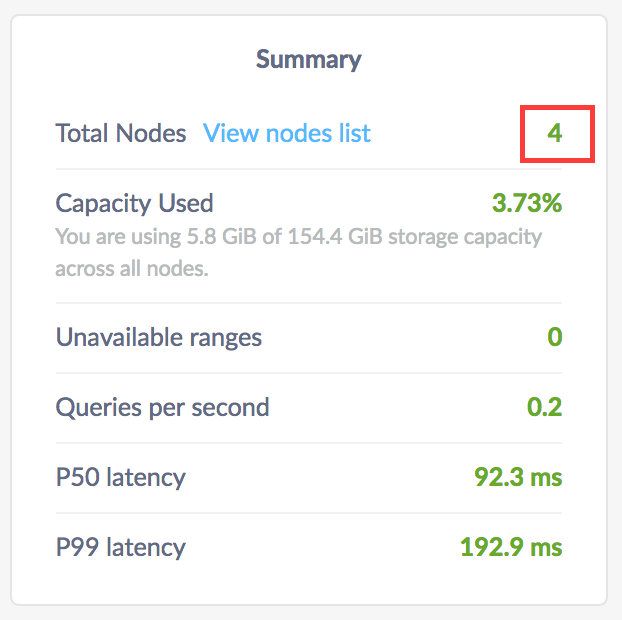 Summary
Total Nodes View nodes list 4
Capacity Used 3.73%
You are using 5.8 GiB of 154.4 GiB storage capacity
across all nodes.
Unavailable ranges 0
Queries per second 0.2
P50 latency 92.3 ms
P99 latency 192.9 ms